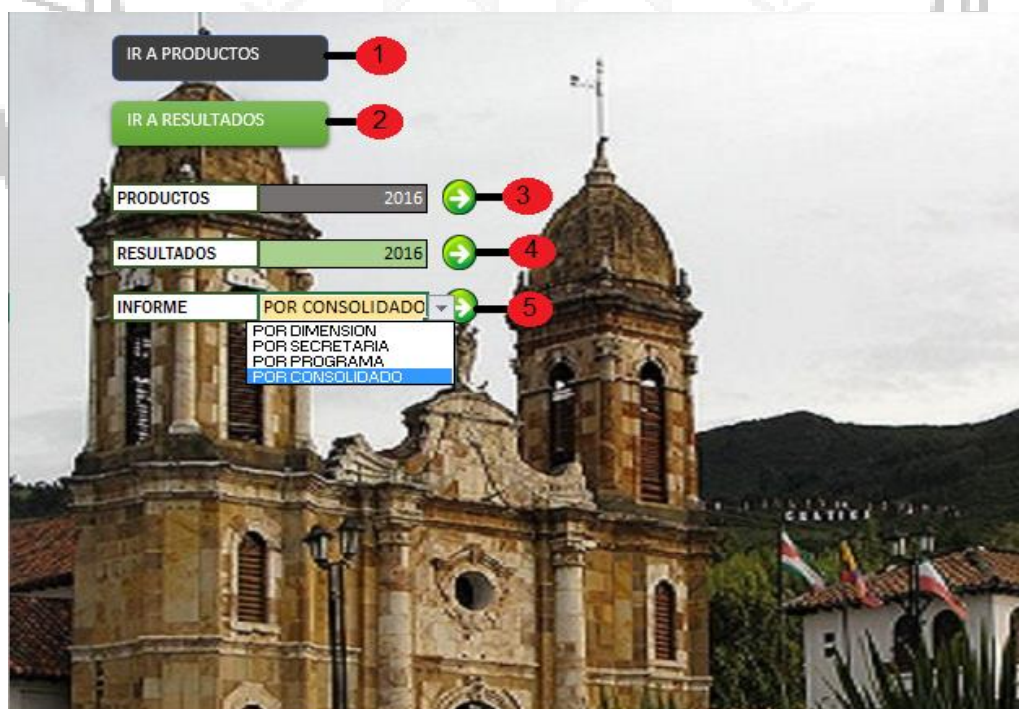 IR A PRODUCTOS 1
IR A RESULTADOS 2
PRODUCTOS 2016 3
RESULTADOS 2016 4
INFORME POR CONSOLIDADO 5
POR DIMENSION
POR SECRETARIA
POR PROGRAMA
POR CONSOLIDADO